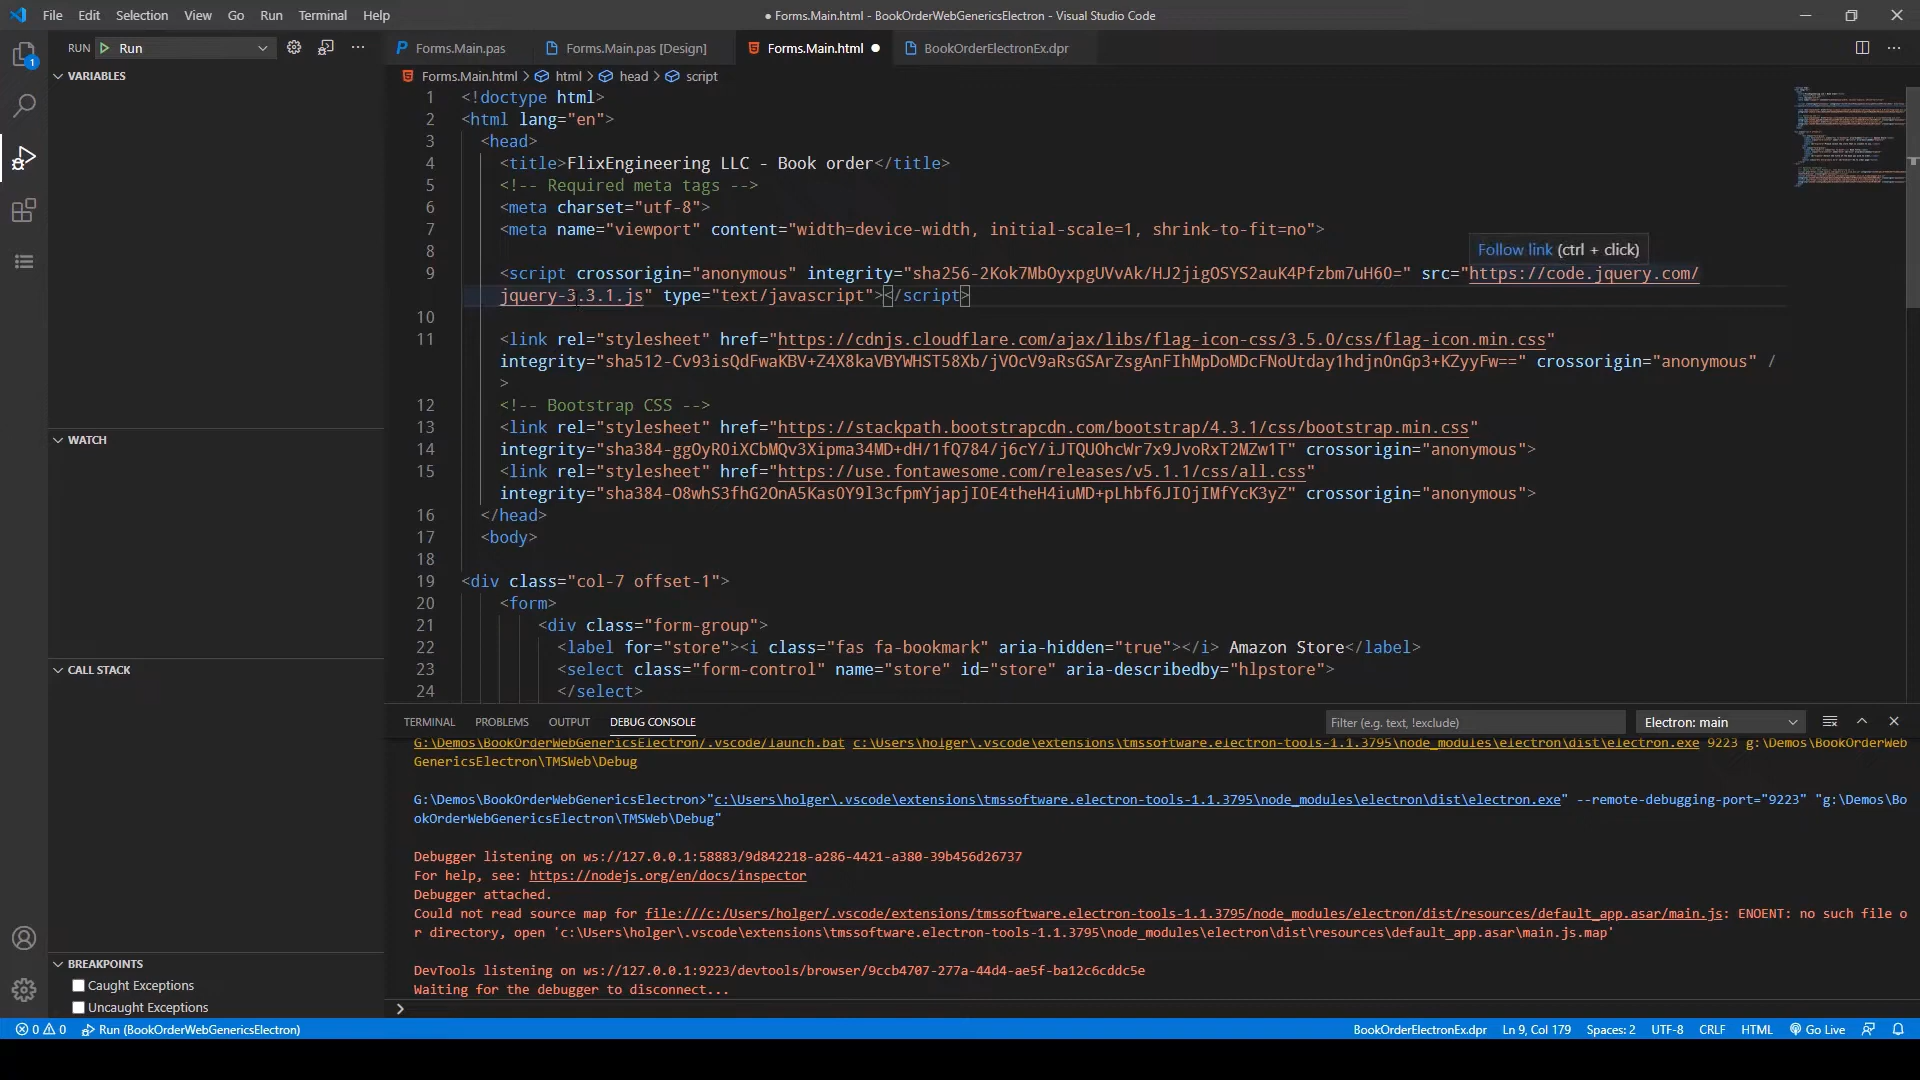 File Edit Selection View Go Run Terminal Help
● Forms.Main.html - BookOrderWebGenericsElectron - Visual Studio Code
RUN Run
Forms.Main.pas
Forms.Main.pas [Design]
Forms.Main.html ●
BookOrderElectronEx.dpr
1
VARIABLES
Forms.Main.html > html > head > script
1 <!doctype html>
2 <html lang="en">
3 <head>
4 <title>FlixEngineering LLC - Book order</title>
5 <!-- Required meta tags -->
6 <meta charset="utf-8">
7 <meta name="viewport" content="width=device-width, initial-scale=1, shrink-to-fit=no">
8
Follow link (ctrl + click)
9 <script crossorigin="anonymous" integrity="sha256-2Kok7MbOyxpgUVvAk/HJ2jigOSYS2auK4Pfzbm7uH60=" src="https://code.jquery.com/
jquery-3.3.1.js" type="text/javascript"></script>
10
11 <link rel="stylesheet" href="https://cdnjs.cloudflare.com/ajax/libs/flag-icon-css/3.5.0/css/flag-icon.min.css"
integrity="sha512-Cv93isQdFwaKBV+Z4X8kaVBYWHST58Xb/jVOcV9aRsGSArZsgAnFIhMpDoMDcFNoUtday1hdjnOnGp3+KZyyFw==" crossorigin="anonymous" /
>
12 <!-- Bootstrap CSS -->
13 <link rel="stylesheet" href="https://stackpath.bootstrapcdn.com/bootstrap/4.3.1/css/bootstrap.min.css"
14 integrity="sha384-ggOyR0iXCbMQv3Xipma34MD+dH/1fQ784/j6cY/iJTQUOhcWr7x9JvoRxT2MZw1T" crossorigin="anonymous">
15 <link rel="stylesheet" href="https://use.fontawesome.com/releases/v5.1.1/css/all.css"
integrity="sha384-O8whS3fhG2OnA5Kas0Y9l3cfpmYjapjI0E4theH4iuMD+pLhbf6JI0jIMfYcK3yZ" crossorigin="anonymous">
16 </head>
17 <body>
18
19 <div class="col-7 offset-1">
20 <form>
21 <div class="form-group">
22 <label for="store"><i class="fas fa-bookmark" aria-hidden="true"></i> Amazon Store</label>
23 <select class="form-control" name="store" id="store" aria-describedby="hlpstore">
24 </select>
WATCH
CALL STACK
BREAKPOINTS
Caught Exceptions
Uncaught Exceptions
TERMINAL PROBLEMS OUTPUT DEBUG CONSOLE
Filter (e.g. text, !exclude)
Electron: main
G:\Demos\BookOrderWebGenericsElectron/.vscode/launch.bat c:\Users\holger\.vscode\extensions\tmssoftware.electron-tools-1.1.3795\node_modules\electron\dist\electron.exe 9223 g:\Demos\BookOrderWeb
GenericsElectron\TMSWeb\Debug
G:\Demos\BookOrderWebGenericsElectron>"c:\Users\holger\.vscode\extensions\tmssoftware.electron-tools-1.1.3795\node_modules\electron\dist\electron.exe" --remote-debugging-port="9223" "g:\Demos\Bo
okOrderWebGenericsElectron\TMSWeb\Debug"
Debugger listening on ws://127.0.0.1:58883/9d842218-a286-4421-a380-39b456d26737
For help, see: https://nodejs.org/en/docs/inspector
Debugger attached.
Could not read source map for file:///c:/Users/holger/.vscode/extensions/tmssoftware.electron-tools-1.1.3795/node_modules/electron/dist/resources/default_app.asar/main.js: ENOENT: no such file o
r directory, open 'c:\Users\holger\.vscode\extensions\tmssoftware.electron-tools-1.1.3795\node_modules\electron\dist\resources\default_app.asar\main.js.map'
DevTools listening on ws://127.0.0.1:9223/devtools/browser/9ccb4707-277a-44d4-ae5f-ba12c6cddc5e
Waiting for the debugger to disconnect...
0 0 Run (BookOrderWebGenericsElectron)
BookOrderElectronEx.dpr Ln 9, Col 179 Spaces: 2 UTF-8 CRLF HTML Go Live